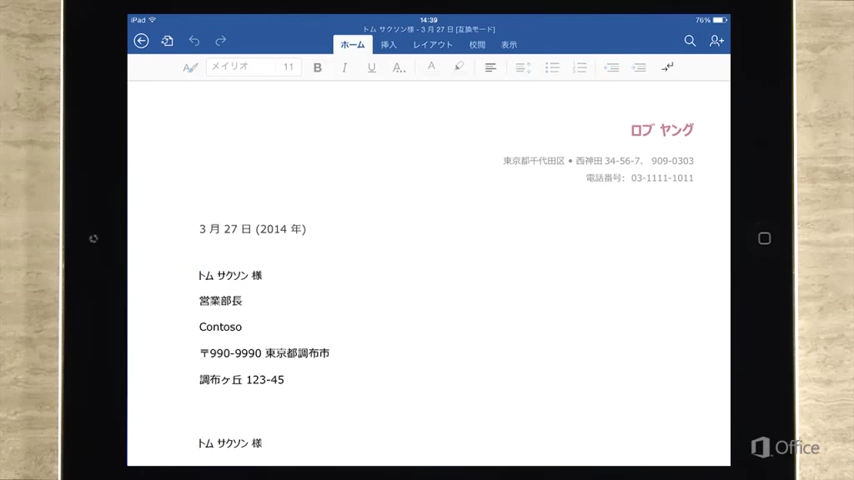 iPad 14:39 76%
トム サクソン様 - 3 月 27 日 [互換モード]
ホーム 挿入 レイアウト 校閲 表示
メイリオ 11 B I U A.. A
ロブ ヤング
東京都千代田区 • 西神田 34-56-7、 909-0303
電話番号: 03-1111-1011
3 月 27 日 (2014 年)
トム サクソン 様
営業部長
Contoso
〒990-9990 東京都調布市
調布ヶ丘 123-45
トム サクソン 様
Office